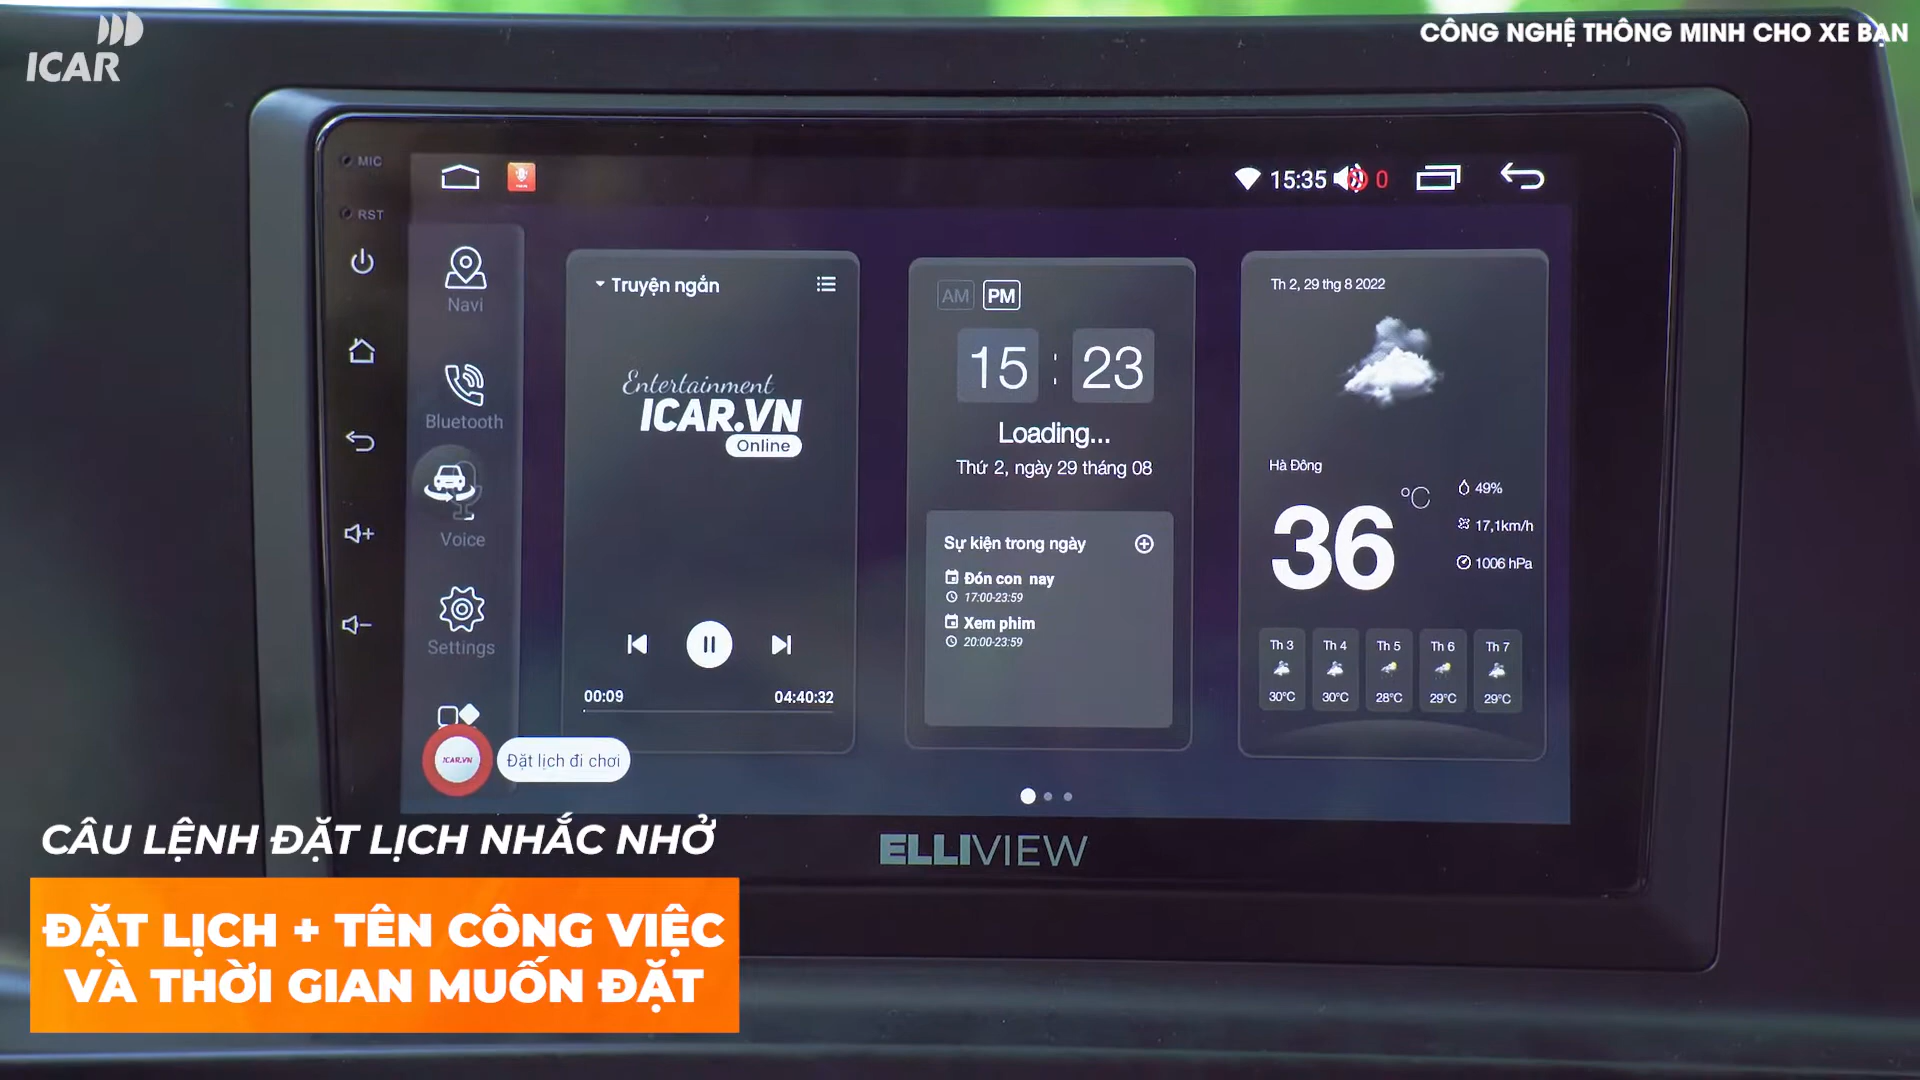 ICAR
CÔNG NGHỆ THÔNG MINH CHO XE BẠN
MIC
RST
15:35
0
Navi
Bluetooth
Voice
Settings
Truyện ngắn
Entertainment
ICAR.VN
Online
00:09
04:40:32
AM PM
15 : 23
Loading...
Thứ 2, ngày 29 tháng 08
Sự kiện trong ngày
Đón con nay
17:00-23:59
Xem phim
20:00-23:59
Th 2, 29 thg 8 2022
Hà Đông
36 °C
49%
17,1km/h
1006 hPa
Th 3 Th 4 Th 5 Th 6 Th 7
30°C 30°C 28°C 29°C 29°C
ICAR.VN
Đặt lịch đi chơi
ELLIVIEW
CÂU LỆNH ĐẶT LỊCH NHẮC NHỞ
ĐẶT LỊCH + TÊN CÔNG VIỆC
VÀ THỜI GIAN MUỐN ĐẶT